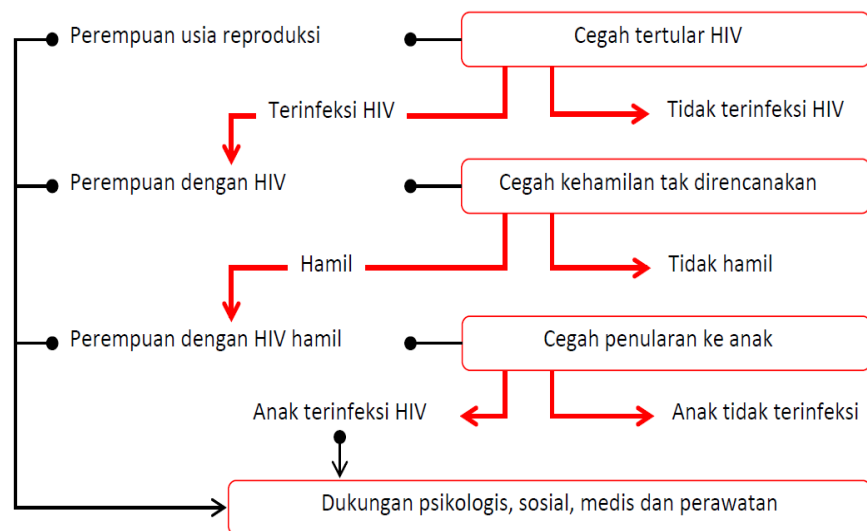 Perempuan usia reproduksi
Cegah tertular HIV
Terinfeksi HIV
Tidak terinfeksi HIV
Perempuan dengan HIV
Cegah kehamilan tak direncanakan
Hamil
Tidak hamil
Perempuan dengan HIV hamil
Cegah penularan ke anak
Anak terinfeksi HIV
Anak tidak terinfeksi
Dukungan psikologis, sosial, medis dan perawatan